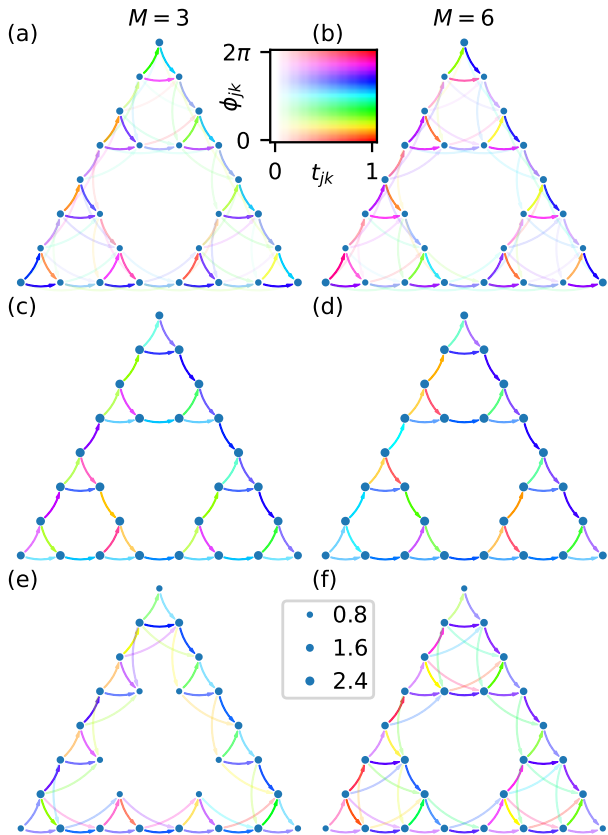 M = 3
M = 6
(a)
(b)
2π
ϕjk
0
0
tjk
1
(c)
(d)
(e)
(f)
0.8
1.6
2.4